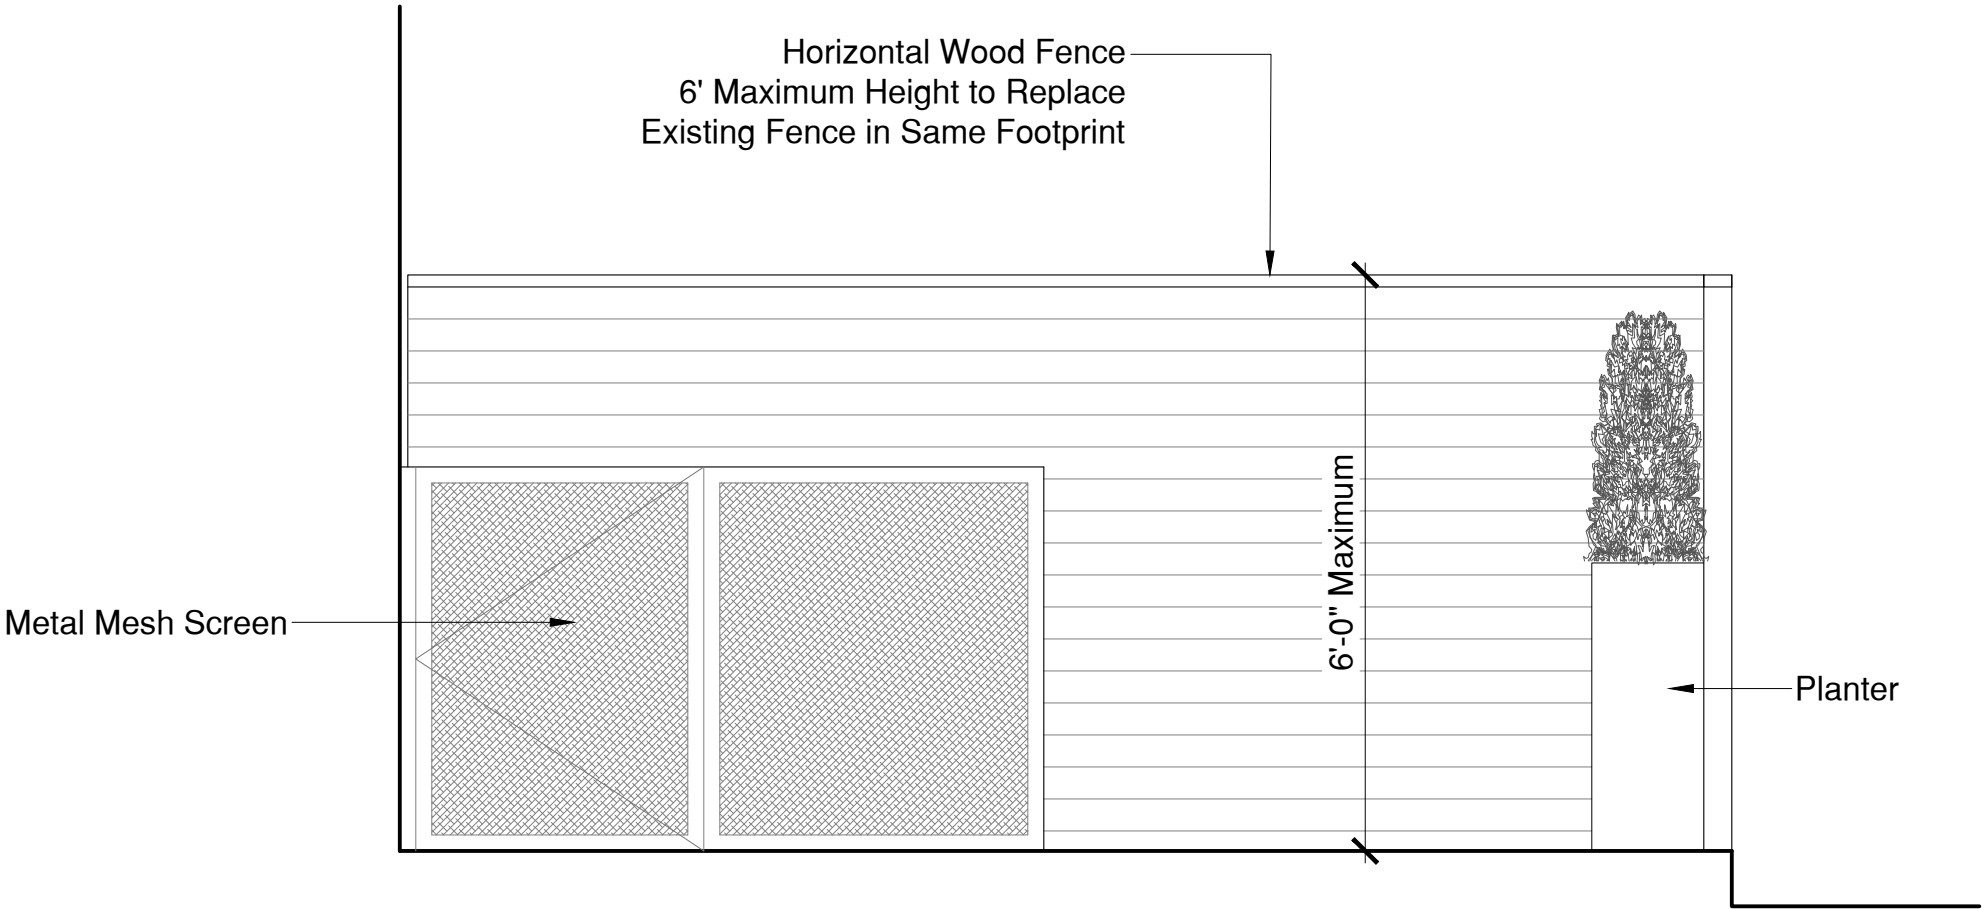 Horizontal Wood Fence
6' Maximum Height to Replace
Existing Fence in Same Footprint
6'-0" Maximum
Metal Mesh Screen
Planter